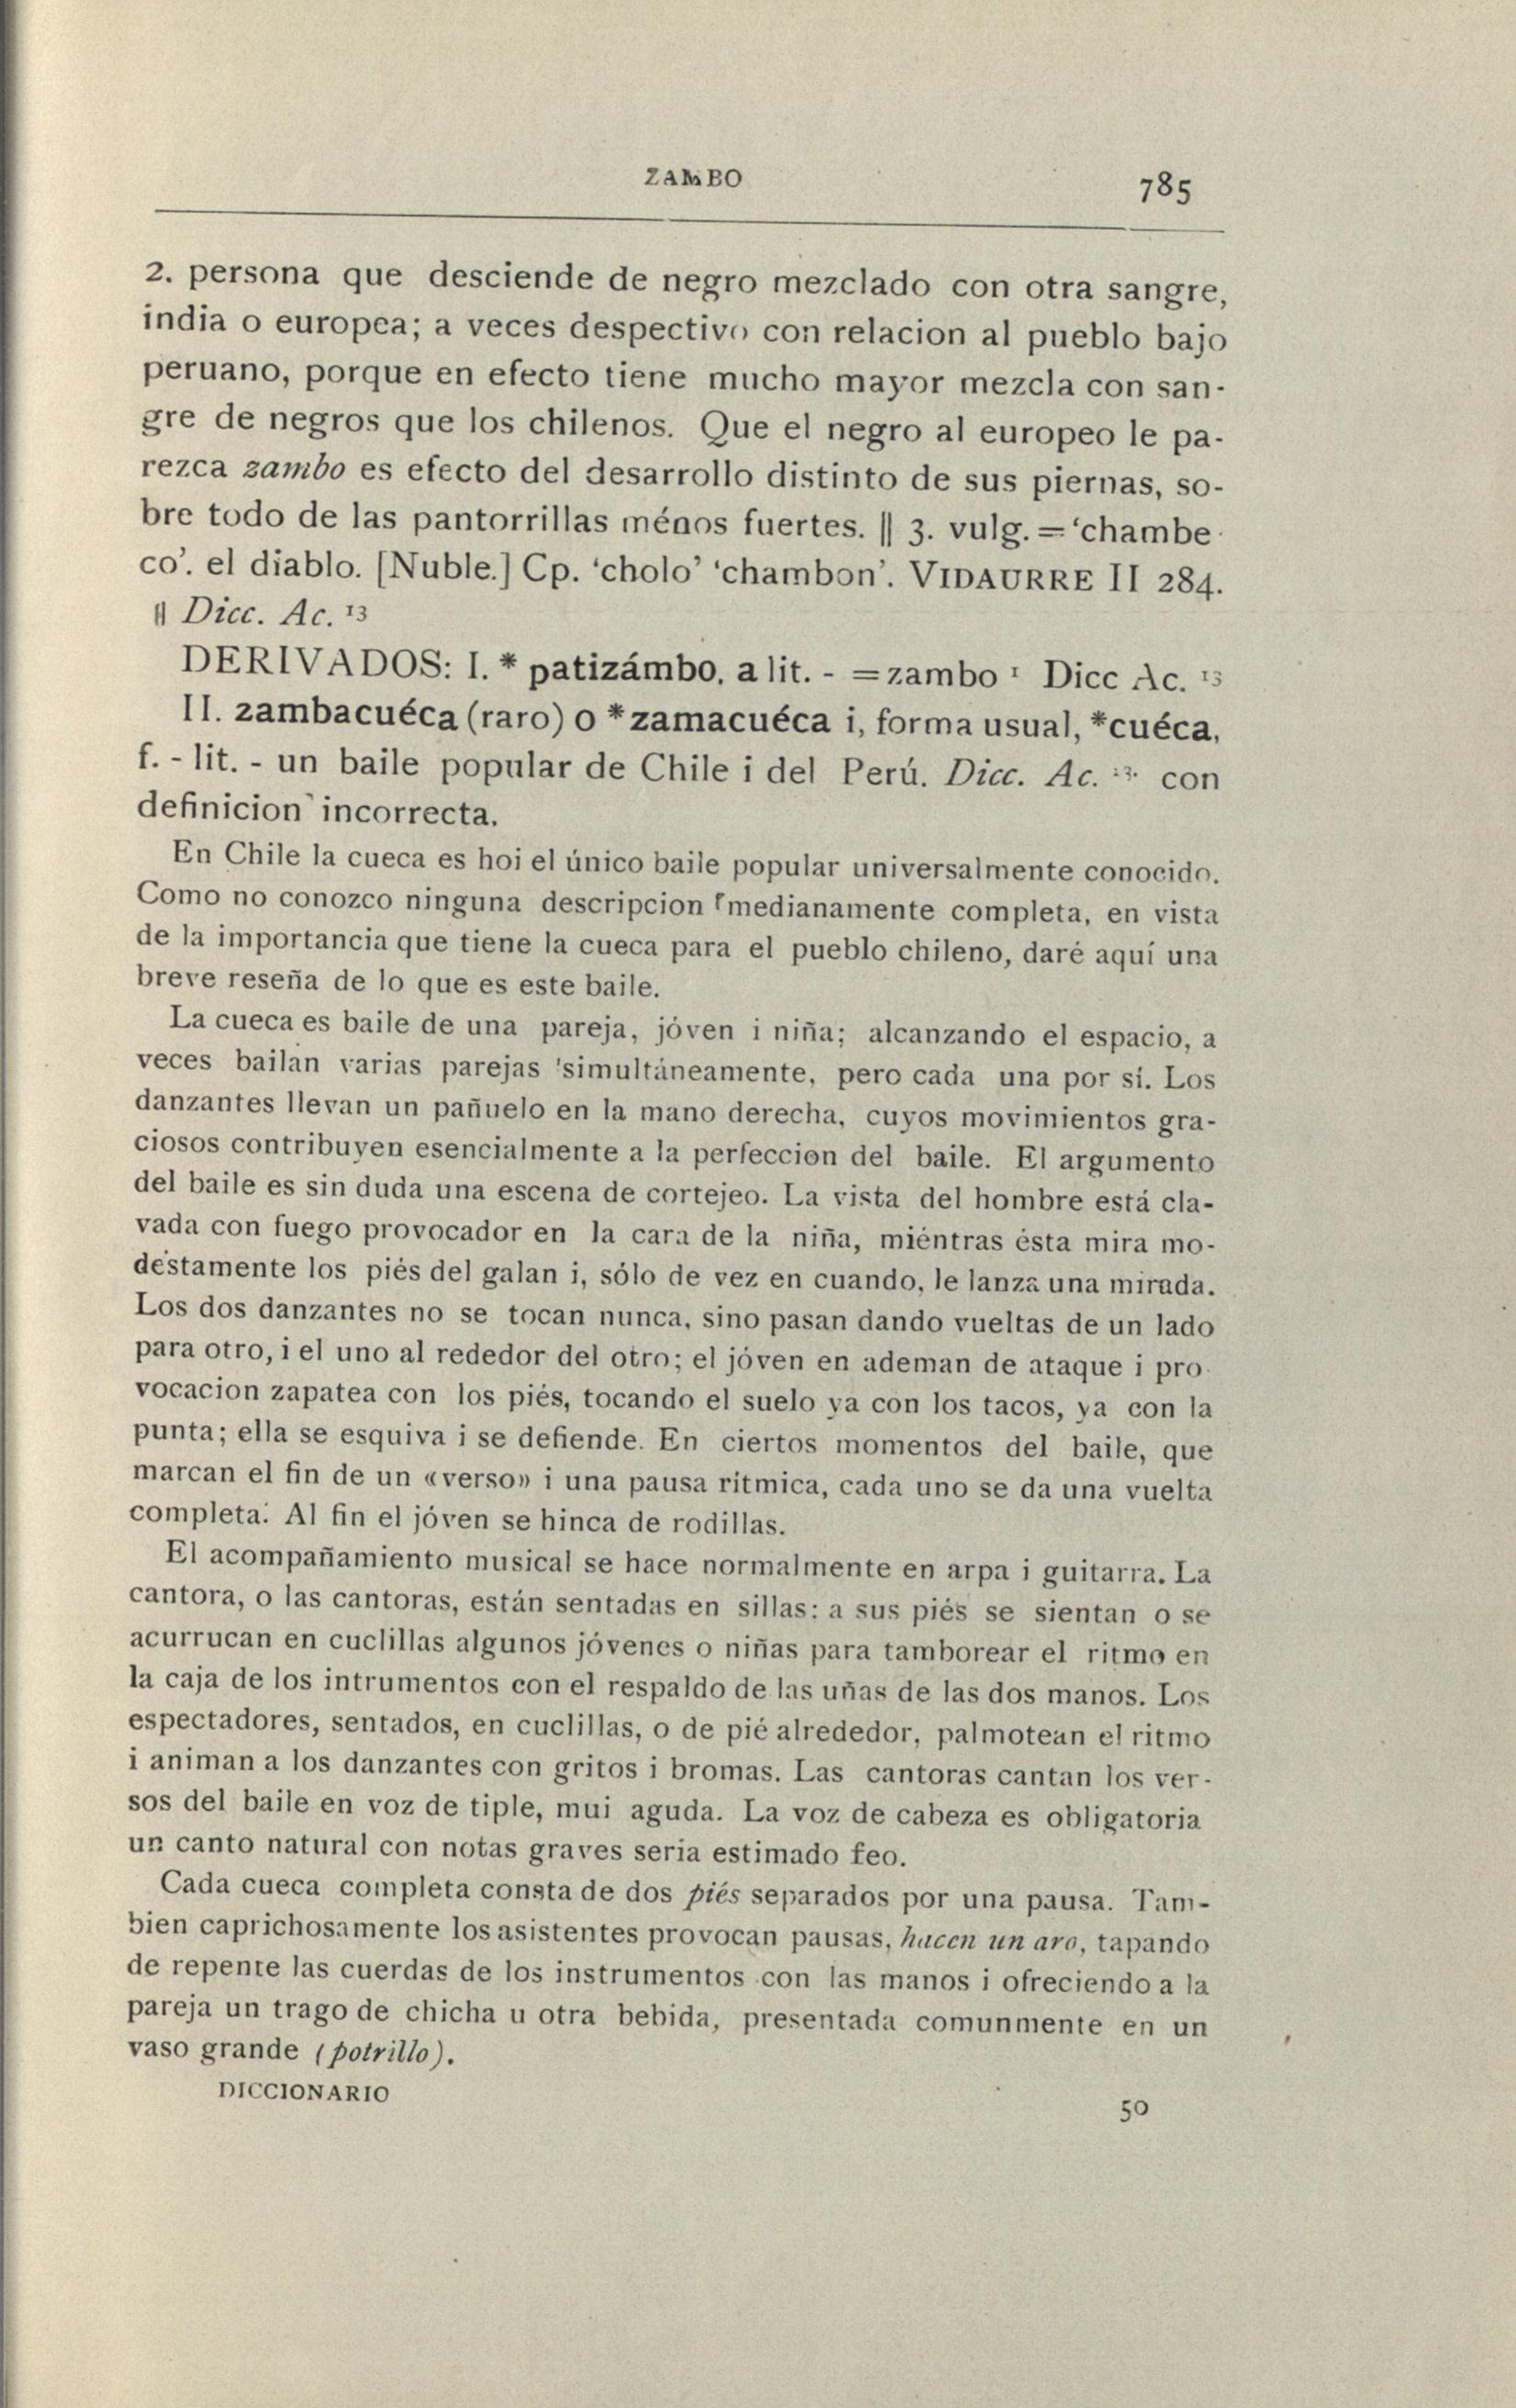 ZAMBO
785
2. persona que desciende de negro mezclado con otra sangre,
india o europea; a veces despectivo con relacion al pueblo bajo
peruano, porque en efecto tiene mucho mayor mezcla con san-
gre de negros que los chilenos. Que el negro al europeo le pa-
rezca zambo es efecto del desarrollo distinto de sus piernas, so-
bre todo de las pantorrillas ménos fuertes. || 3. vulg. = ‘chambe-
co’. el diablo. [Nuble.] Cp. ‘cholo’ ‘chambon’. VIDAURRE II 284.
|| Dicc. Ac. 13
DERIVADOS: I. * patizámbo, a lit. - = zambo 1 Dicc Ac. 13
II. zambacuéca (raro) o *zamacuéca i, forma usual, *cuéca,
f. - lit. - un baile popular de Chile i del Perú. Dicc. Ac. 13. con
definicion incorrecta.
En Chile la cueca es hoi el único baile popular universalmente conocido.
Como no conozco ninguna descripcion medianamente completa, en vista
de la importancia que tiene la cueca para el pueblo chileno, daré aquí una
breve reseña de lo que es este baile.
La cueca es baile de una pareja, jóven i niña; alcanzando el espacio, a
veces bailan varias parejas simultáneamente, pero cada una por sí. Los
danzantes llevan un pañuelo en la mano derecha, cuyos movimientos gra-
ciosos contribuyen esencialmente a la perfeccion del baile. El argumento
del baile es sin duda una escena de cortejeo. La vista del hombre está cla-
vada con fuego provocador en la cara de la niña, miéntras ésta mira mo-
destamente los piés del galan i, sólo de vez en cuando, le lanza una mirada.
Los dos danzantes no se tocan nunca, sino pasan dando vueltas de un lado
para otro, i el uno al rededor del otro; el jóven en ademan de ataque i pro-
vocacion zapatea con los piés, tocando el suelo ya con los tacos, ya con la
punta; ella se esquiva i se defiende. En ciertos momentos del baile, que
marcan el fin de un «verso» i una pausa rítmica, cada uno se da una vuelta
completa. Al fin el jóven se hinca de rodillas.
El acompañamiento musical se hace normalmente en arpa i guitarra. La
cantora, o las cantoras, están sentadas en sillas: a sus piés se sientan o se
acurrucan en cuclillas algunos jóvenes o niñas para tamborear el ritmo en
la caja de los intrumentos con el respaldo de las uñas de las dos manos. Los
espectadores, sentados, en cuclillas, o de pié alrededor, palmotean el ritmo
i animan a los danzantes con gritos i bromas. Las cantoras cantan los ver-
sos del baile en voz de tiple, mui aguda. La voz de cabeza es obligatoria
un canto natural con notas graves seria estimado feo.
Cada cueca completa consta de dos piés separados por una pausa. Tam-
bien caprichosamente los asistentes provocan pausas, hacen un aro, tapando
de repente las cuerdas de los instrumentos con las manos i ofreciendo a la
pareja un trago de chicha u otra bebida, presentada comunmente en un
vaso grande (potrillo).
DICCIONARIO
50